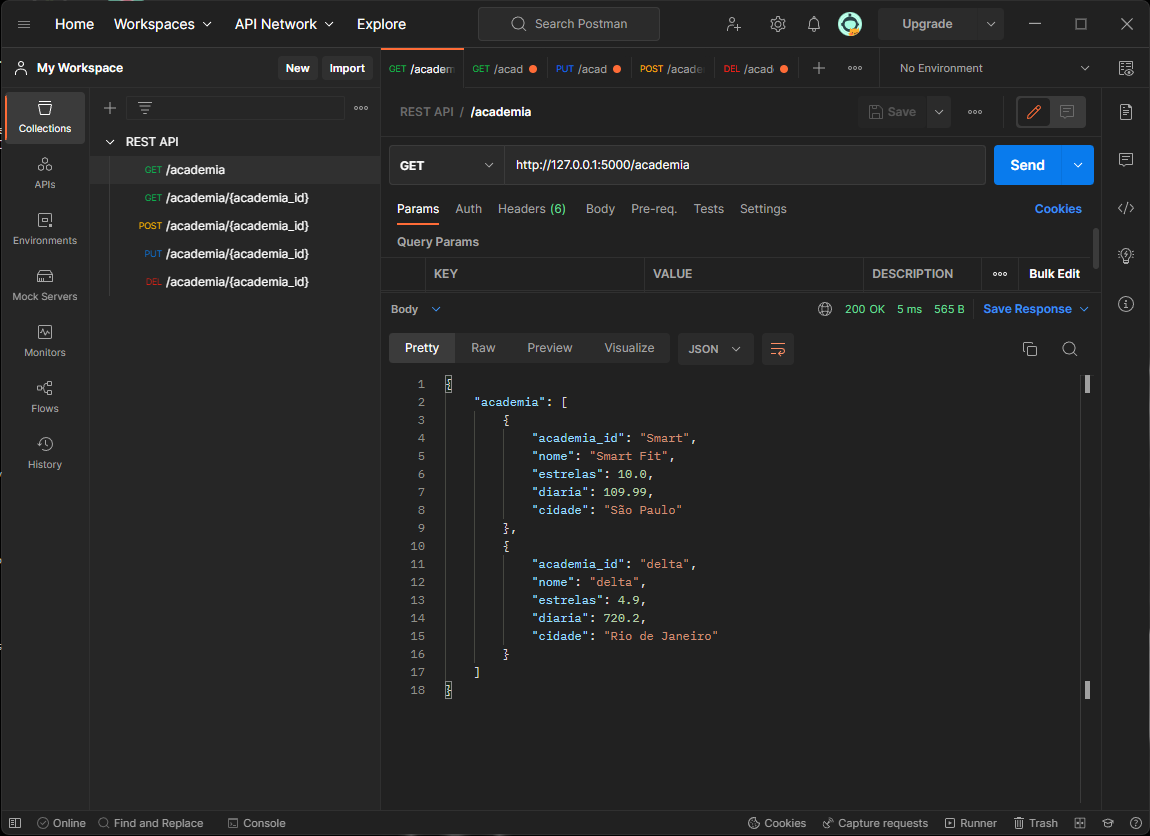 Home Workspaces API Network Explore Search Postman Upgrade
My Workspace New Import GET /academ GET /acad PUT /acad POST /acade DEL /acad No Environment
Collections
APIs
Environments
Mock Servers
Monitors
Flows
History
REST API
GET /academia
GET /academia/{academia_id}
POST /academia/{academia_id}
PUT /academia/{academia_id}
DEL /academia/{academia_id}
REST API / /academia Save
GET http://127.0.0.1:5000/academia Send
Params Auth Headers (6) Body Pre-req. Tests Settings Cookies
Query Params
KEY VALUE DESCRIPTION Bulk Edit
Body 200 OK 5 ms 565 B Save Response
Pretty Raw Preview Visualize JSON
1 {
2 "academia": [
3 {
4 "academia_id": "Smart",
5 "nome": "Smart Fit",
6 "estrelas": 10.0,
7 "diaria": 109.99,
8 "cidade": "São Paulo"
9 },
10 {
11 "academia_id": "delta",
12 "nome": "delta",
13 "estrelas": 4.9,
14 "diaria": 720.2,
15 "cidade": "Rio de Janeiro"
16 }
17 ]
18 }
Online Find and Replace Console Cookies Capture requests Runner Trash